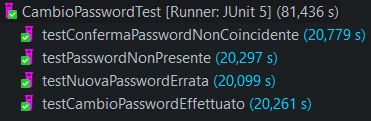 CambioPasswordTest [Runner: JUnit 5] (81,436 s)
testConfermaPasswordNonCoincidente (20,779 s)
testPasswordNonPresente (20,297 s)
testNuovaPasswordErrata (20,099 s)
testCambioPasswordEffettuato (20,261 s)